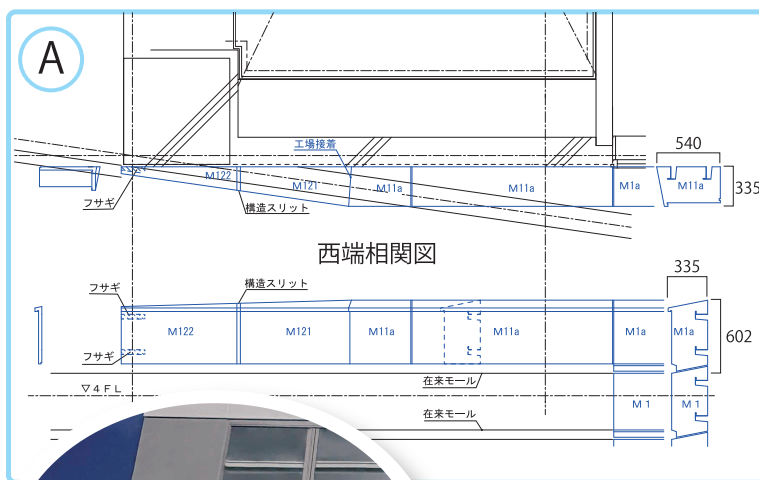 A
工場接着
540
M122
M121
M11a
M11a
M1a
M11a
335
フサギ
構造スリット
西端相関図
335
フサギ
構造スリット
M122
M121
M11a
M11a
M1a
M1a
602
フサギ
在来モール
▽4FL
M1
M1
在来モール